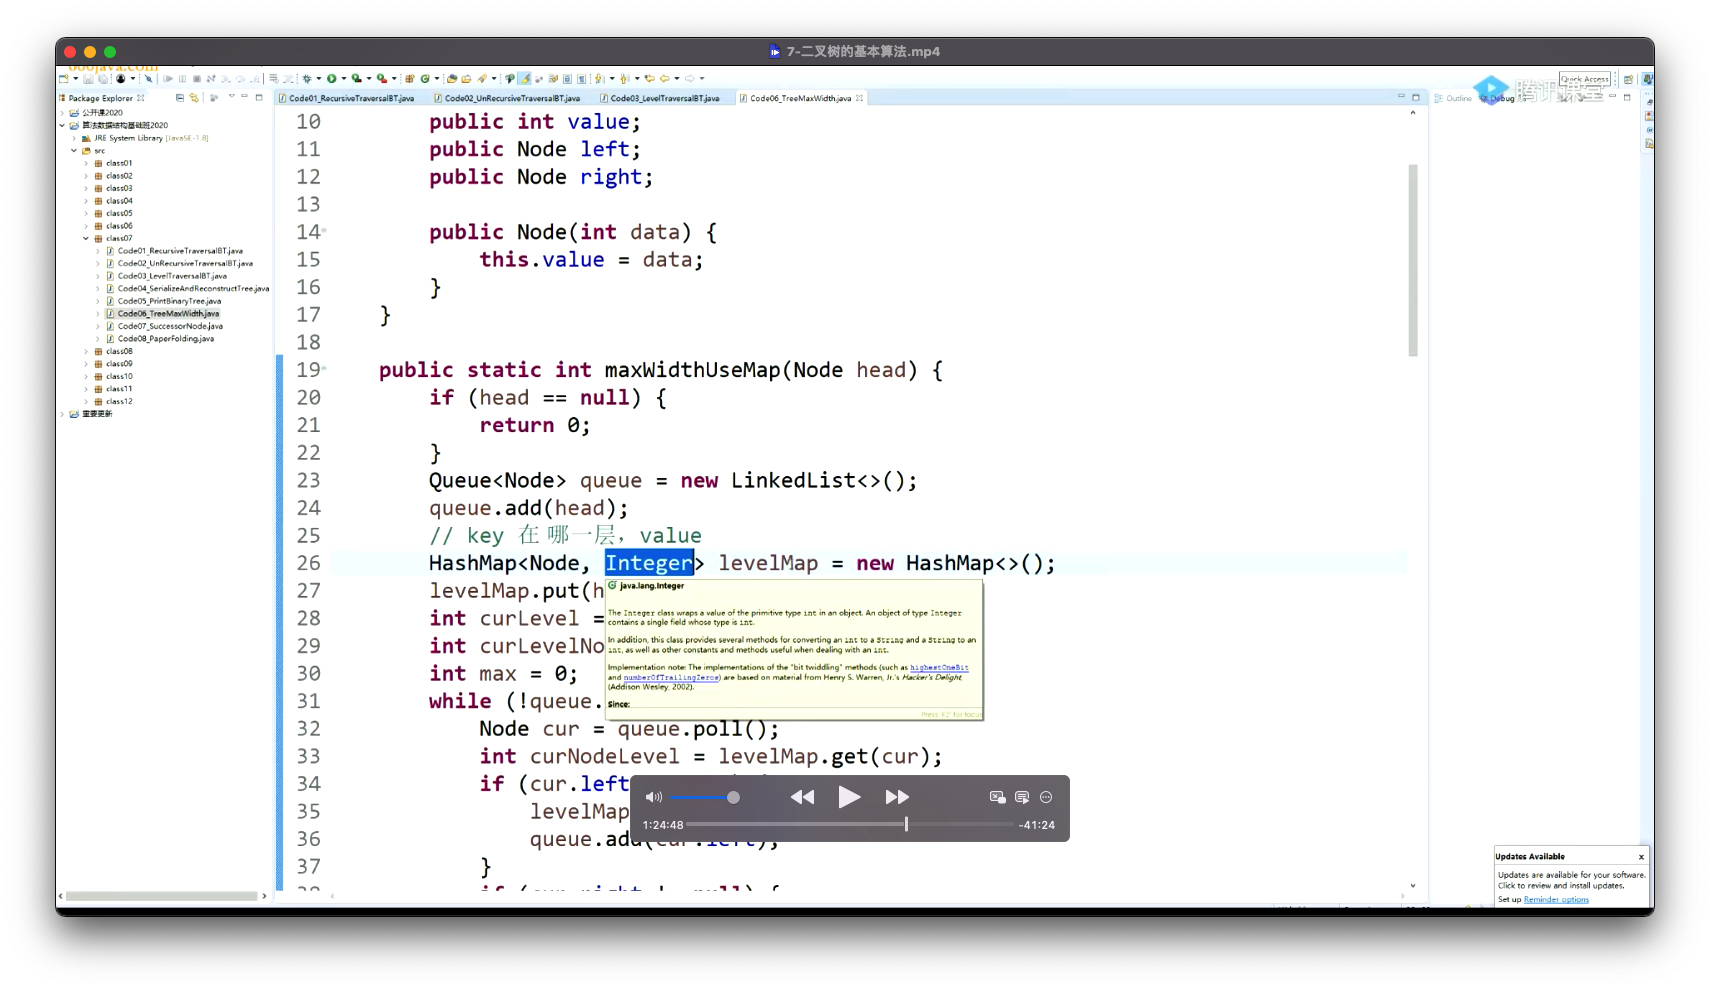 7-二叉树的基本算法.mp4
Quick Access
腾讯课堂
Package Explorer
Code01_RecursiveTraversalBT.java
Code02_UnRecursiveTraversalBT.java
Code03_LevelTraversalBT.java
Code06_TreeMaxWidth.java
Outline
Debug
公开课2020
算法数据结构基础班2020
JRE System Library [JavaSE-1.8]
src
class01
class02
class03
class04
class05
class06
class07
Code01_RecursiveTraversalBT.java
Code02_UnRecursiveTraversalBT.java
Code03_LevelTraversalBT.java
Code04_SerializeAndReconstructTree.java
Code05_PrintBinaryTree.java
Code06_TreeMaxWidth.java
Code07_SuccessorNode.java
Code08_PaperFolding.java
class08
class09
class10
class11
class12
重要更新
10 public int value;
11 public Node left;
12 public Node right;
13
14 public Node(int data) {
15 this.value = data;
16 }
17 }
18
19 public static int maxWidthUseMap(Node head) {
20 if (head == null) {
21 return 0;
22 }
23 Queue<Node> queue = new LinkedList<>();
24 queue.add(head);
25 // key 在 哪一层，value
26 HashMap<Node, Integer> levelMap = new HashMap<>();
27 levelMap.put(h
28 int curLevel =
29 int curLevelNo
30 int max = 0;
31 while (!queue.
32 Node cur = queue.poll();
33 int curNodeLevel = levelMap.get(cur);
34 if (cur.left
35 levelMap
36 queue.add(cur.left);
37 }
38 if (cur.right != null) {
java.lang.Integer
The Integer class wraps a value of the primitive type int in an object. An object of type Integer
contains a single field whose type is int.
In addition, this class provides several methods for converting an int to a String and a String to an
int, as well as other constants and methods useful when dealing with an int.
Implementation note: The implementations of the "bit twiddling" methods (such as highestOneBit
and numberOfTrailingZeros) are based on material from Henry S. Warren, Jr.'s Hacker's Delight,
(Addison Wesley, 2002).
Since:
Press 'F2' for focus
1:24:48
-41:24
Updates Available x
Updates are available for your software.
Click to review and install updates.
Set up Reminder options